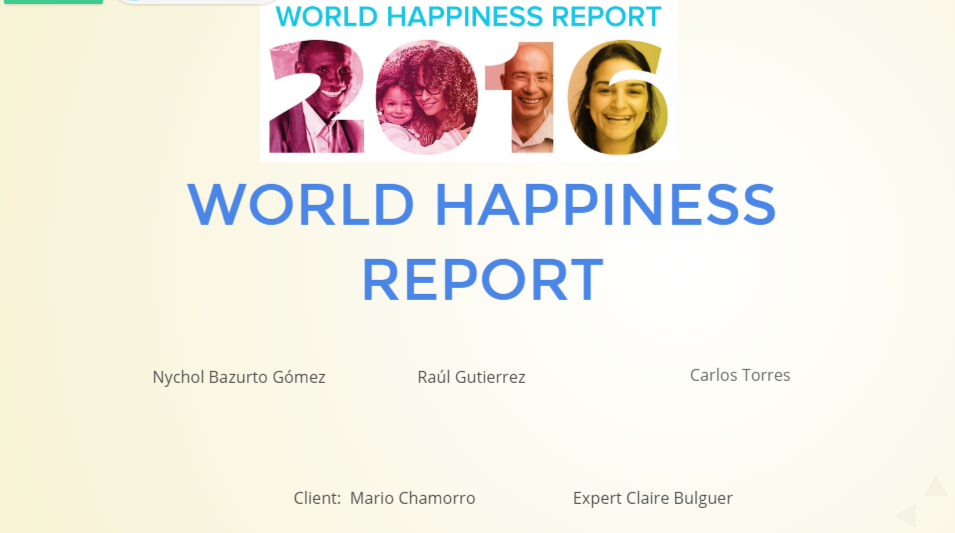 WORLD HAPPINESS REPORT
2016
WORLD HAPPINESS
REPORT
Nychol Bazurto Gómez Raúl Gutierrez Carlos Torres
Client: Mario Chamorro Expert Claire Bulguer